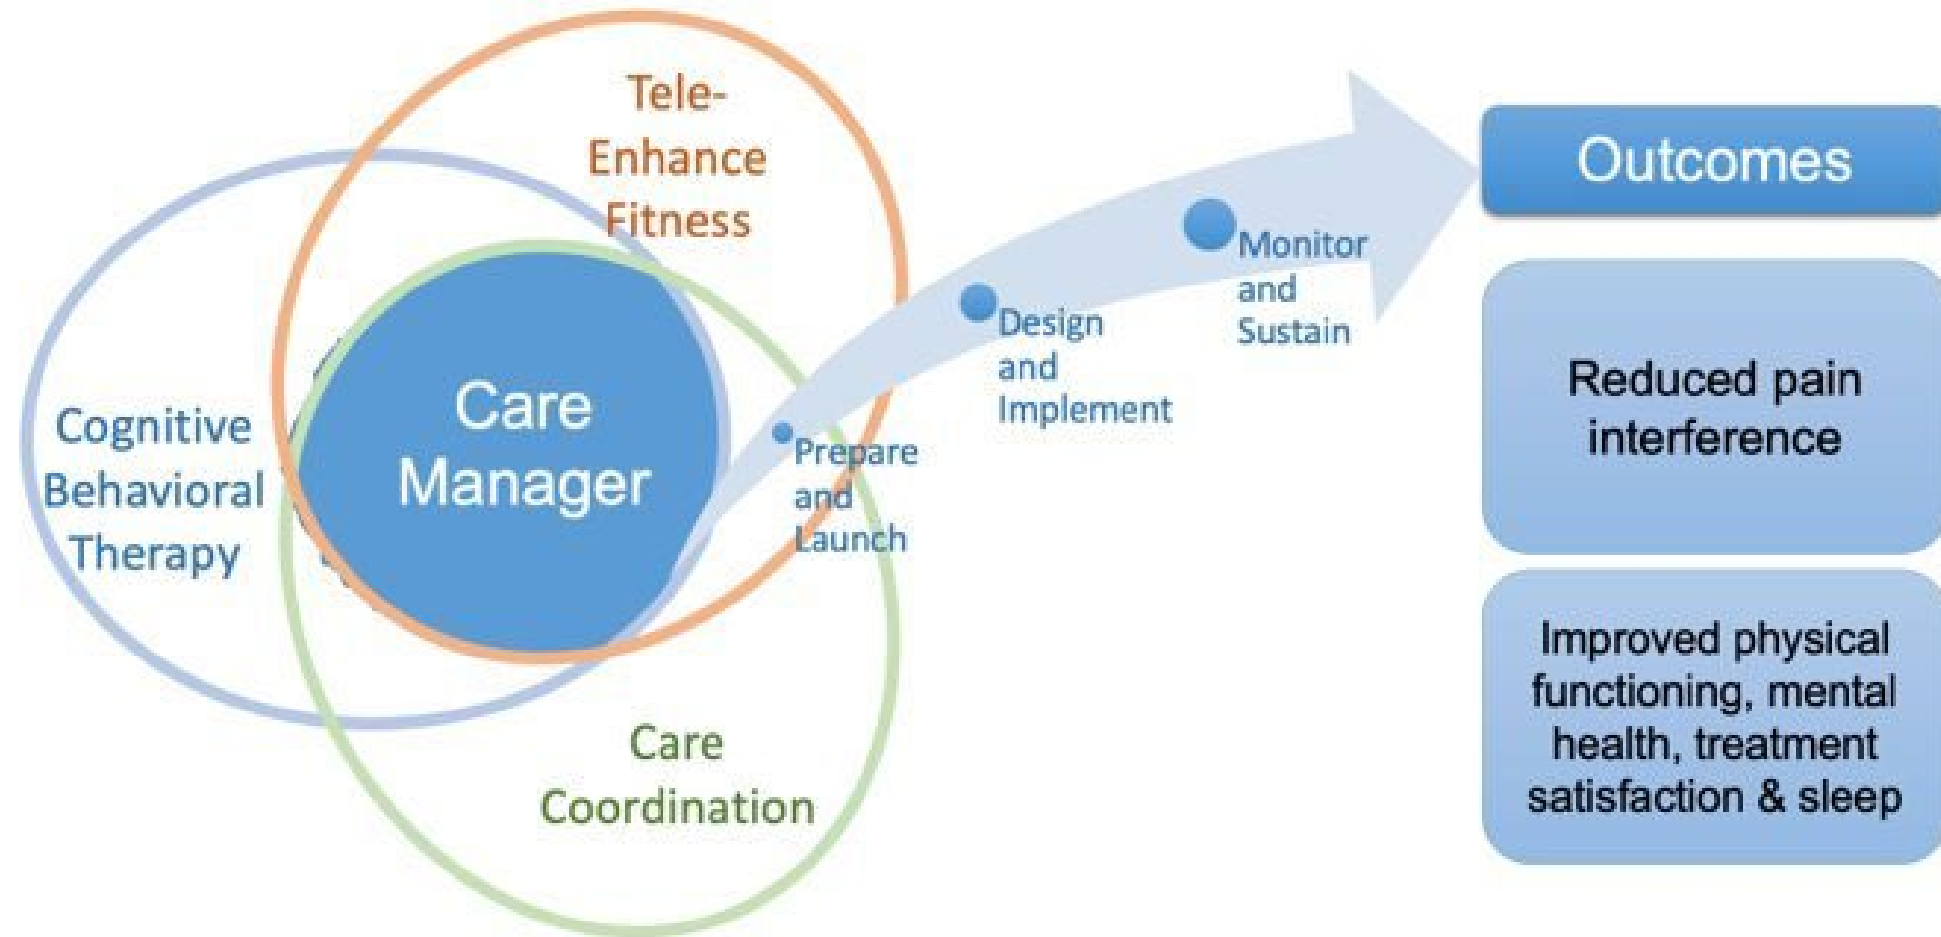 Tele-
Enhance
Fitness
Cognitive
Behavioral
Therapy
Care
Manager
Care
Coordination
Prepare
and
Launch
Design
and
Implement
Monitor
and
Sustain
Outcomes
Reduced pain
interference
Improved physical
functioning, mental
health, treatment
satisfaction & sleep